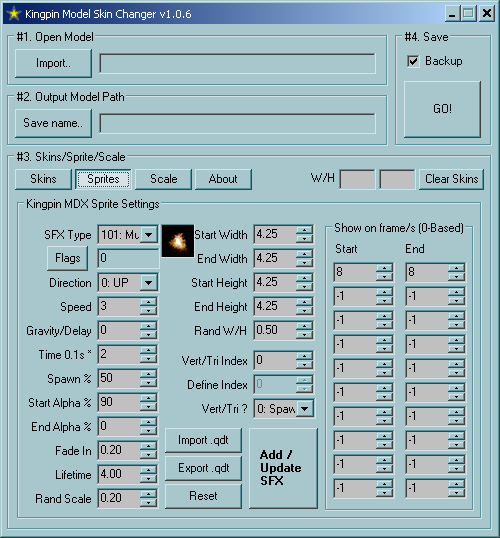 Kingpin Model Skin Changer v1.0.6
#1. Open Model
Import..
#4. Save
Backup
GO!
#2. Output Model Path
Save name..
#3. Skins/Sprite/Scale
Skins Sprites Scale About W/H Clear Skins
Kingpin MDX Sprite Settings
SFX Type 101: Mu
Flags 0
Direction 0: UP
Speed 3
Gravity/Delay 0
Time 0.1s * 2
Spawn % 50
Start Alpha % 90
End Alpha % 0
Fade In 0.20
Lifetime 4.00
Rand Scale 0.20
Start Width 4.25
End Width 4.25
Start Height 4.25
End Height 4.25
Rand W/H 0.50
Vert/Tri Index 0
Define Index 0
Vert/Tri ? 0: Spaw
Import .qdt
Export .qdt
Reset
Add /
Update
SFX
Show on frame/s (0-Based)
Start End
8 8
-1 -1
-1 -1
-1 -1
-1 -1
-1 -1
-1 -1
-1 -1
-1 -1
-1 -1